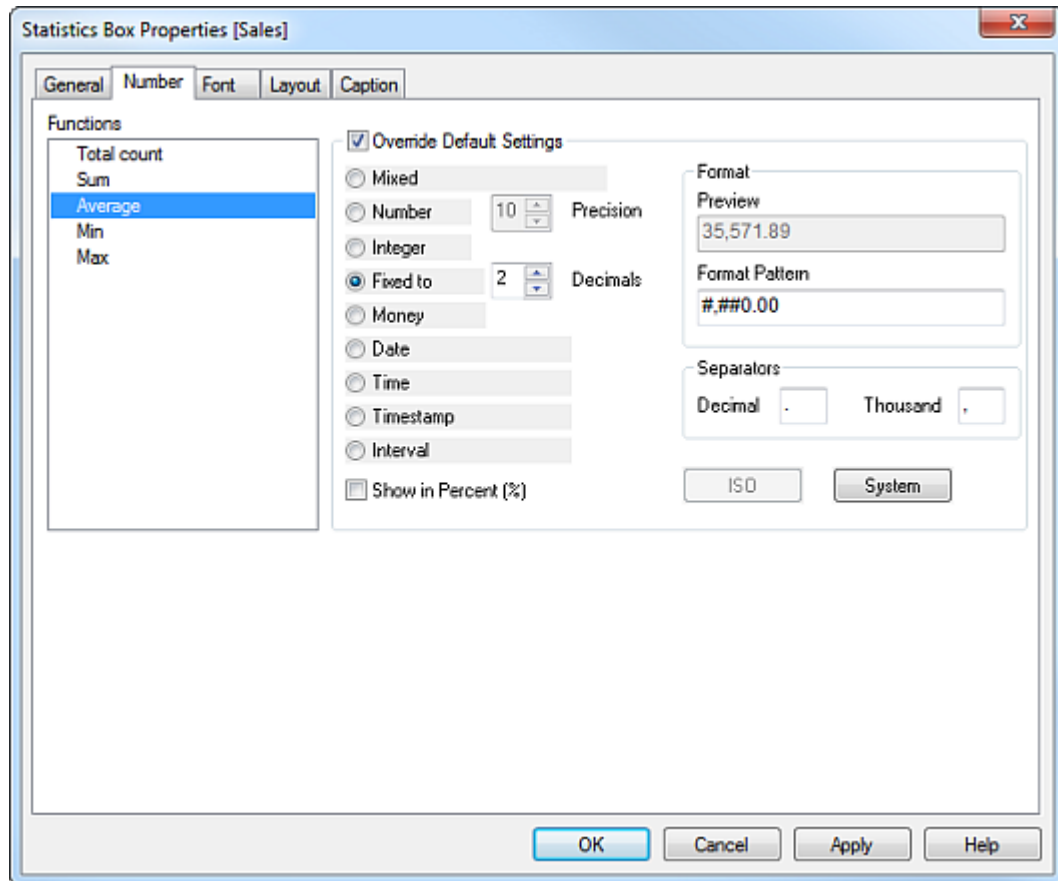 Statistics Box Properties [Sales]
General Number Font Layout Caption
Functions
Total count
Sum
Average
Min
Max
Override Default Settings
Mixed
Number 10 Precision
Integer
Fixed to 2 Decimals
Money
Date
Time
Timestamp
Interval
Show in Percent (%)
Format
Preview
35,571.89
Format Pattern
#,##0.00
Separators
Decimal . Thousand ,
ISO System
OK Cancel Apply Help